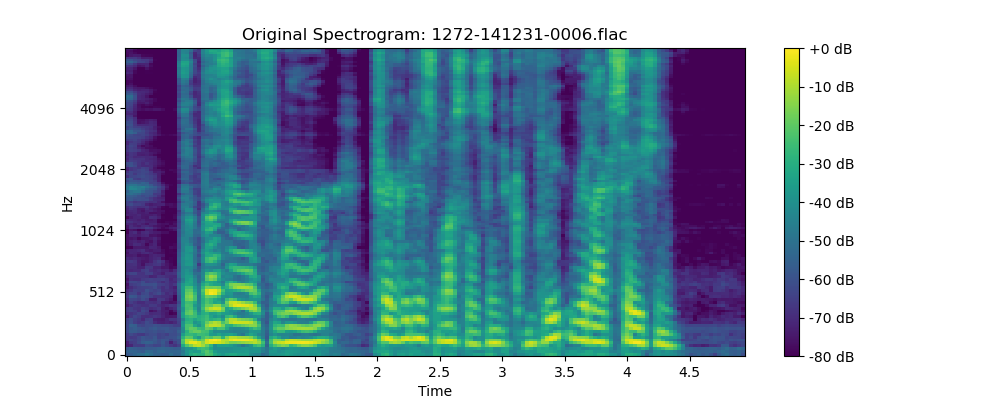 Original Spectrogram: 1272-141231-0006.flac
Hz
4096
2048
1024
512
0
0 0.5 1 1.5 2 2.5 3 3.5 4 4.5
Time
+0 dB
-10 dB
-20 dB
-30 dB
-40 dB
-50 dB
-60 dB
-70 dB
-80 dB